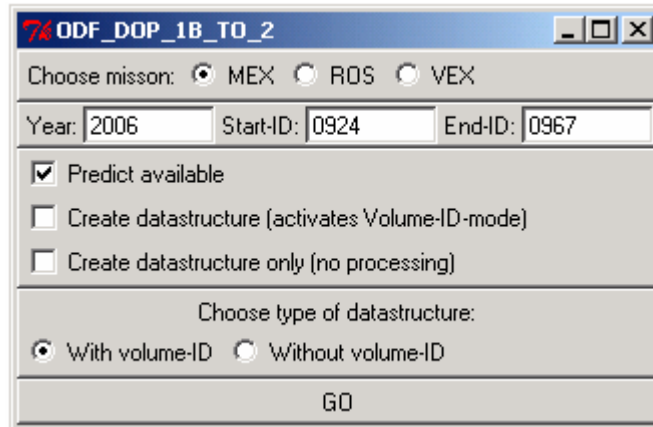 ODF_DOP_1B_TO_2
Choose misson: MEX ROS VEX
Year: 2006 Start-ID: 0924 End-ID: 0967
Predict available
Create datastructure (activates Volume-ID-mode)
Create datastructure only (no processing)
Choose type of datastructure:
With volume-ID Without volume-ID
GO